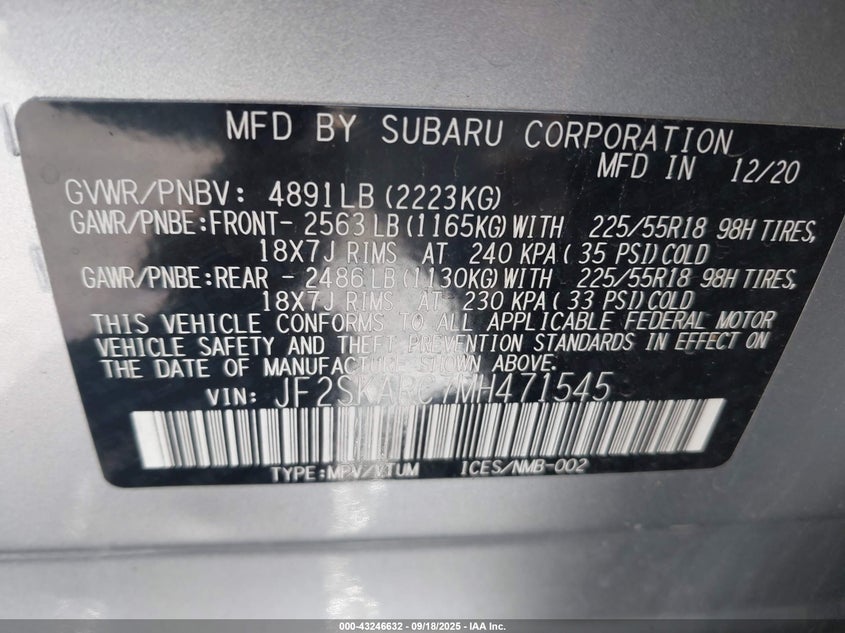 MFD BY SUBARU CORPORATION
MFD IN 12/20
GVWR/PNBV: 4891LB (2223KG)
GAWR/PNBE:FRONT- 2563LB (1165KG) WITH 225/55R18 98H TIRES,
18X7J RIMS AT 240 KPA ( 35 PSI) COLD
GAWR/PNBE:REAR - 2486LB (1130KG) WITH 225/55R18 98H TIRES,
18X7J RIMS AT 230 KPA ( 33 PSI) COLD
THIS VEHICLE CONFORMS TO ALL APPLICABLE FEDERAL MOTOR
VEHICLE SAFETY AND THEFT PREVENTION STANDARDS IN EFFECT ON
THE DATE OF MANUFACTURE SHOWN ABOVE.
VIN: JF2SKARC7MH471545
TYPE:MPV/VTUM ICES/NMB-002
000-43246632 - 09/18/2025 - IAA Inc.